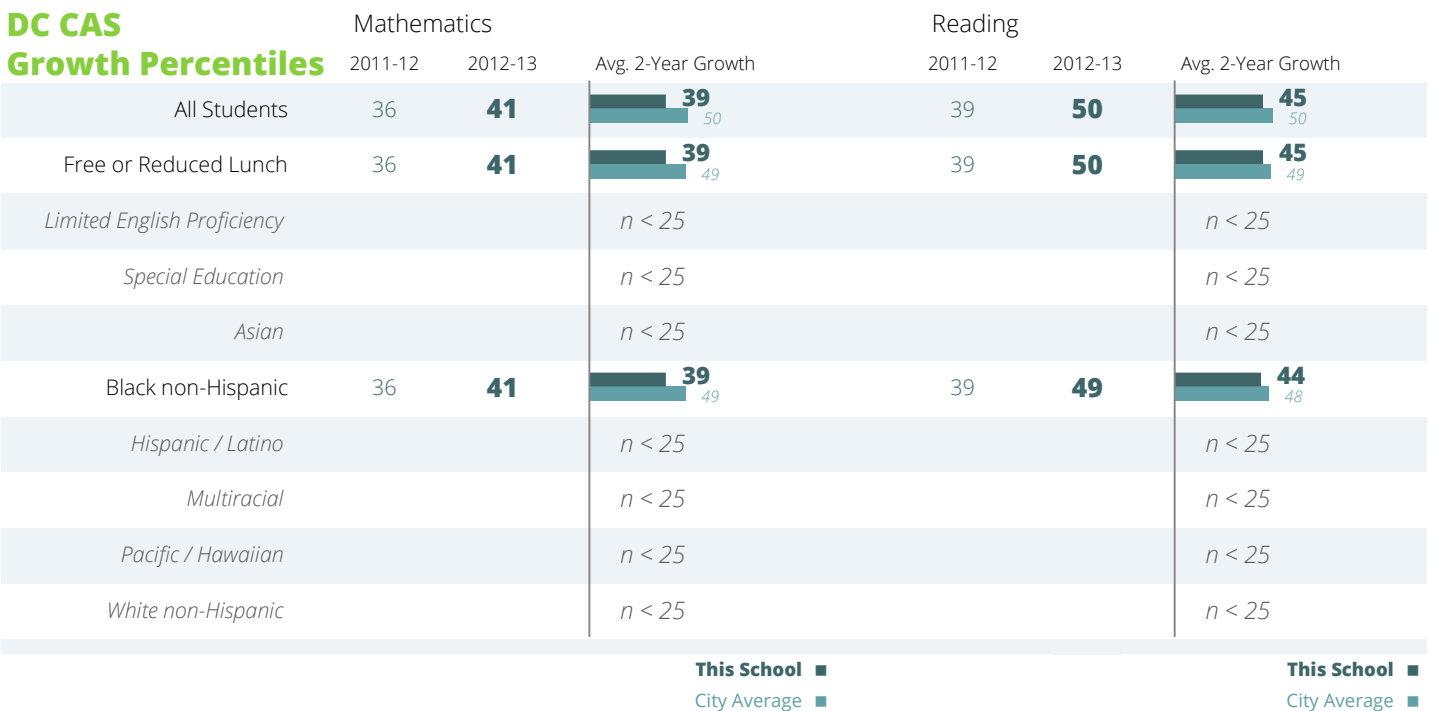 DC CAS Mathematics Reading
Growth Percentiles 2011-12 2012-13 Avg. 2-Year Growth 2011-12 2012-13 Avg. 2-Year Growth
All Students 36 41 39 50 39 50 45 50
Free or Reduced Lunch 36 41 39 49 39 50 45 49
Limited English Proficiency n < 25 n < 25
Special Education n < 25 n < 25
Asian n < 25 n < 25
Black non-Hispanic 36 41 39 49 39 49 44 48
Hispanic / Latino n < 25 n < 25
Multiracial n < 25 n < 25
Pacific / Hawaiian n < 25 n < 25
White non-Hispanic n < 25 n < 25
This School This School
City Average City Average